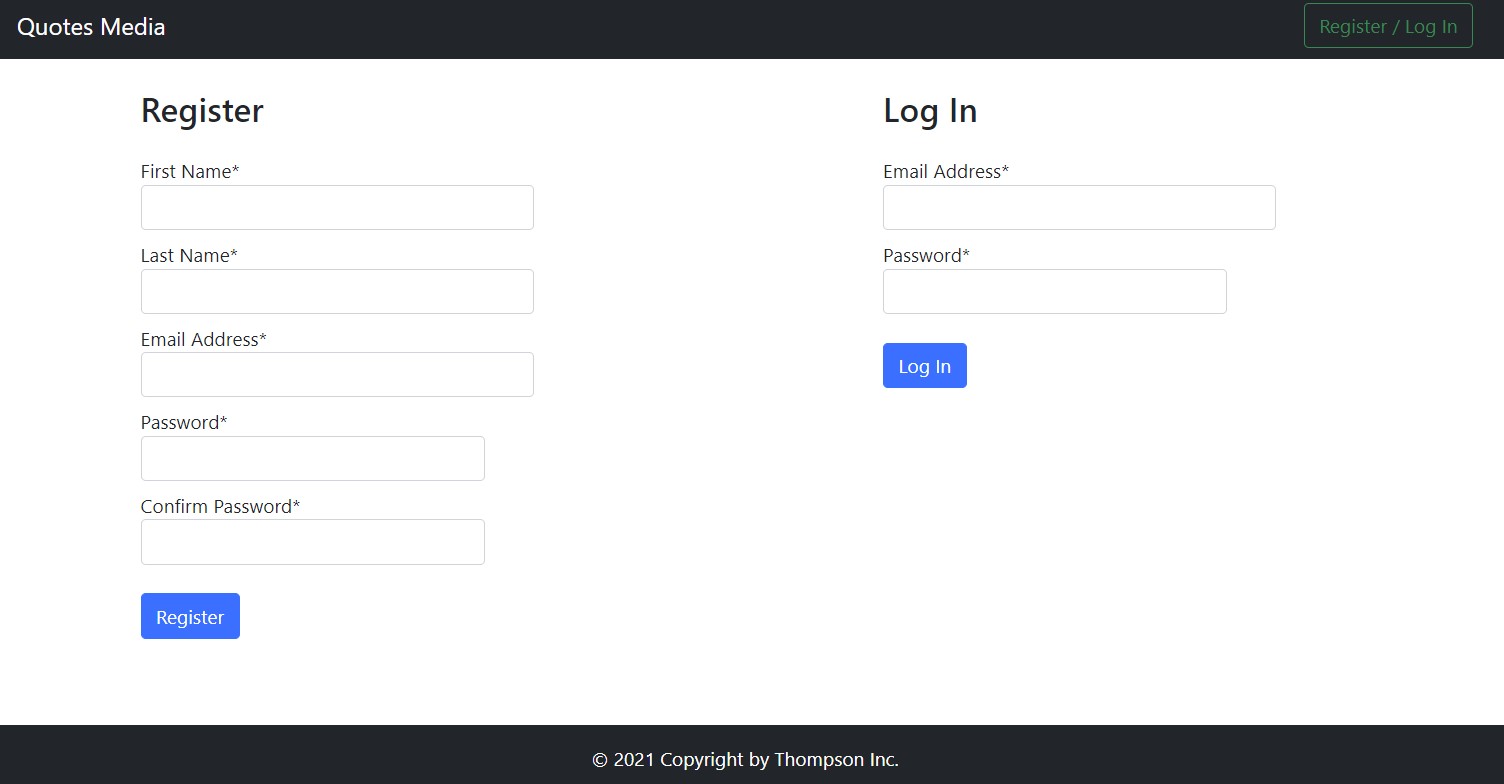 Quotes Media
Register / Log In
Register
First Name*
Last Name*
Email Address*
Password*
Confirm Password*
Register
Log In
Email Address*
Password*
Log In
© 2021 Copyright by Thompson Inc.